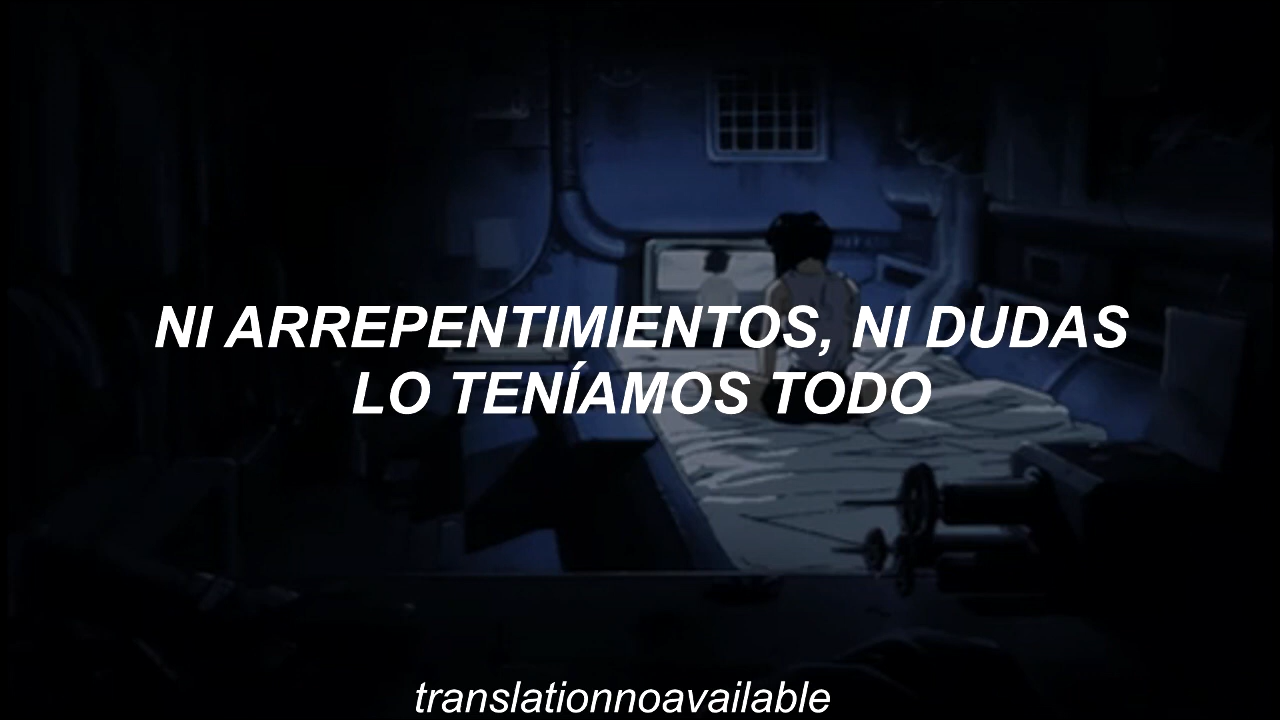 NI ARREPENTIMIENTOS, NI DUDAS
LO TENÍAMOS TODO
translationnoavailable